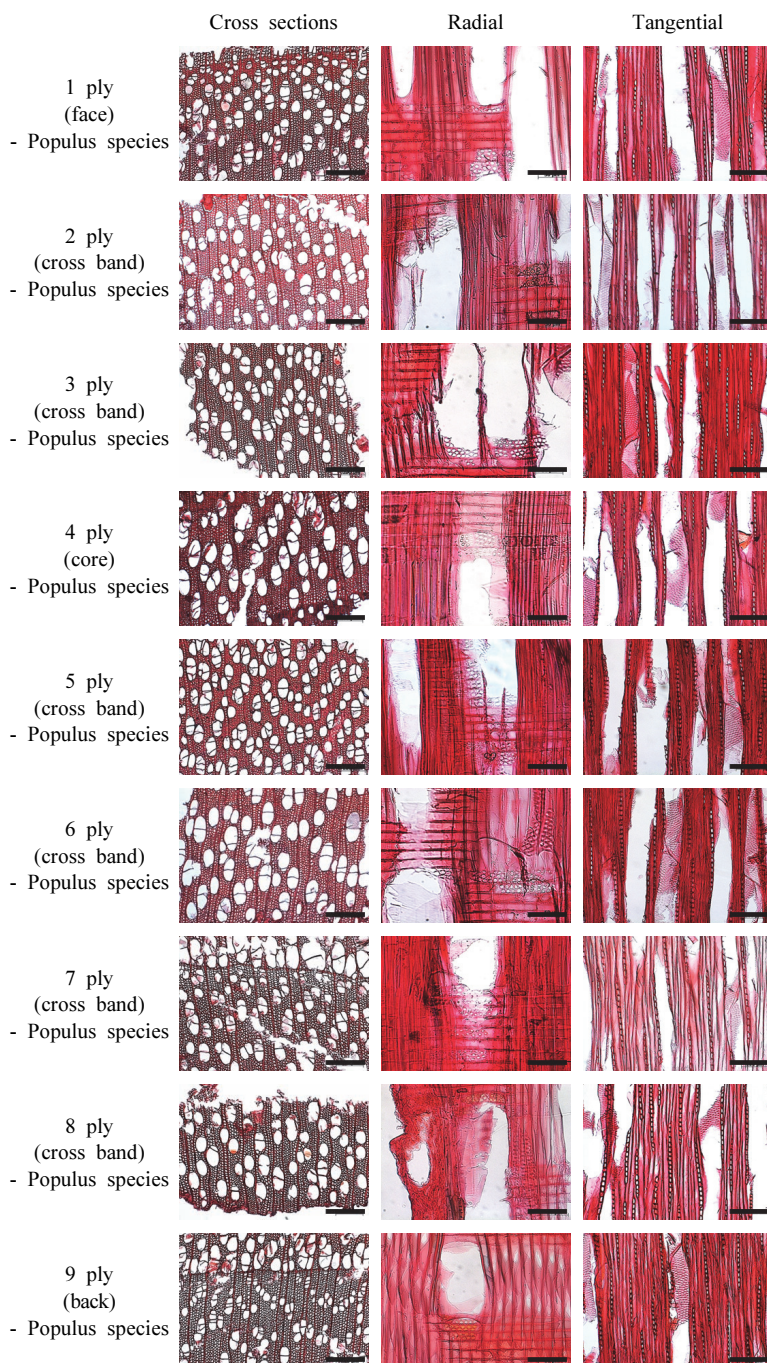 Cross sections Radial Tangential
1 ply
(face)
- Populus species
2 ply
(cross band)
- Populus species
3 ply
(cross band)
- Populus species
4 ply
(core)
- Populus species
5 ply
(cross band)
- Populus species
6 ply
(cross band)
- Populus species
7 ply
(cross band)
- Populus species
8 ply
(cross band)
- Populus species
9 ply
(back)
- Populus species